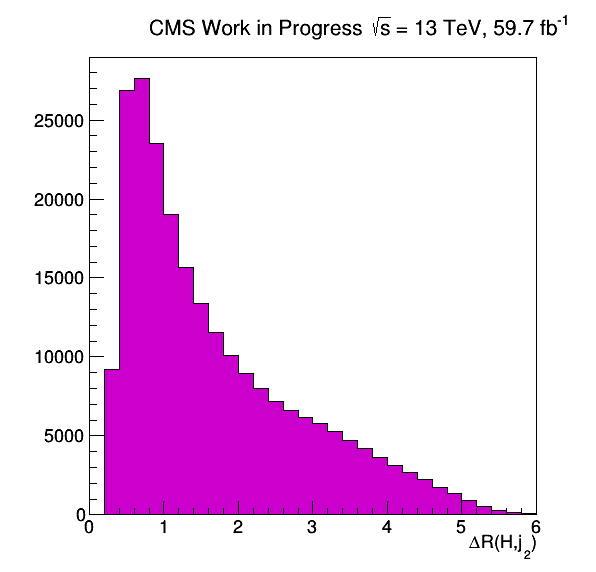 CMS Work in Progress √s = 13 TeV, 59.7 fb⁻¹
25000
20000
15000
10000
5000
0
0 1 2 3 4 5 6
ΔR(H,j₂)